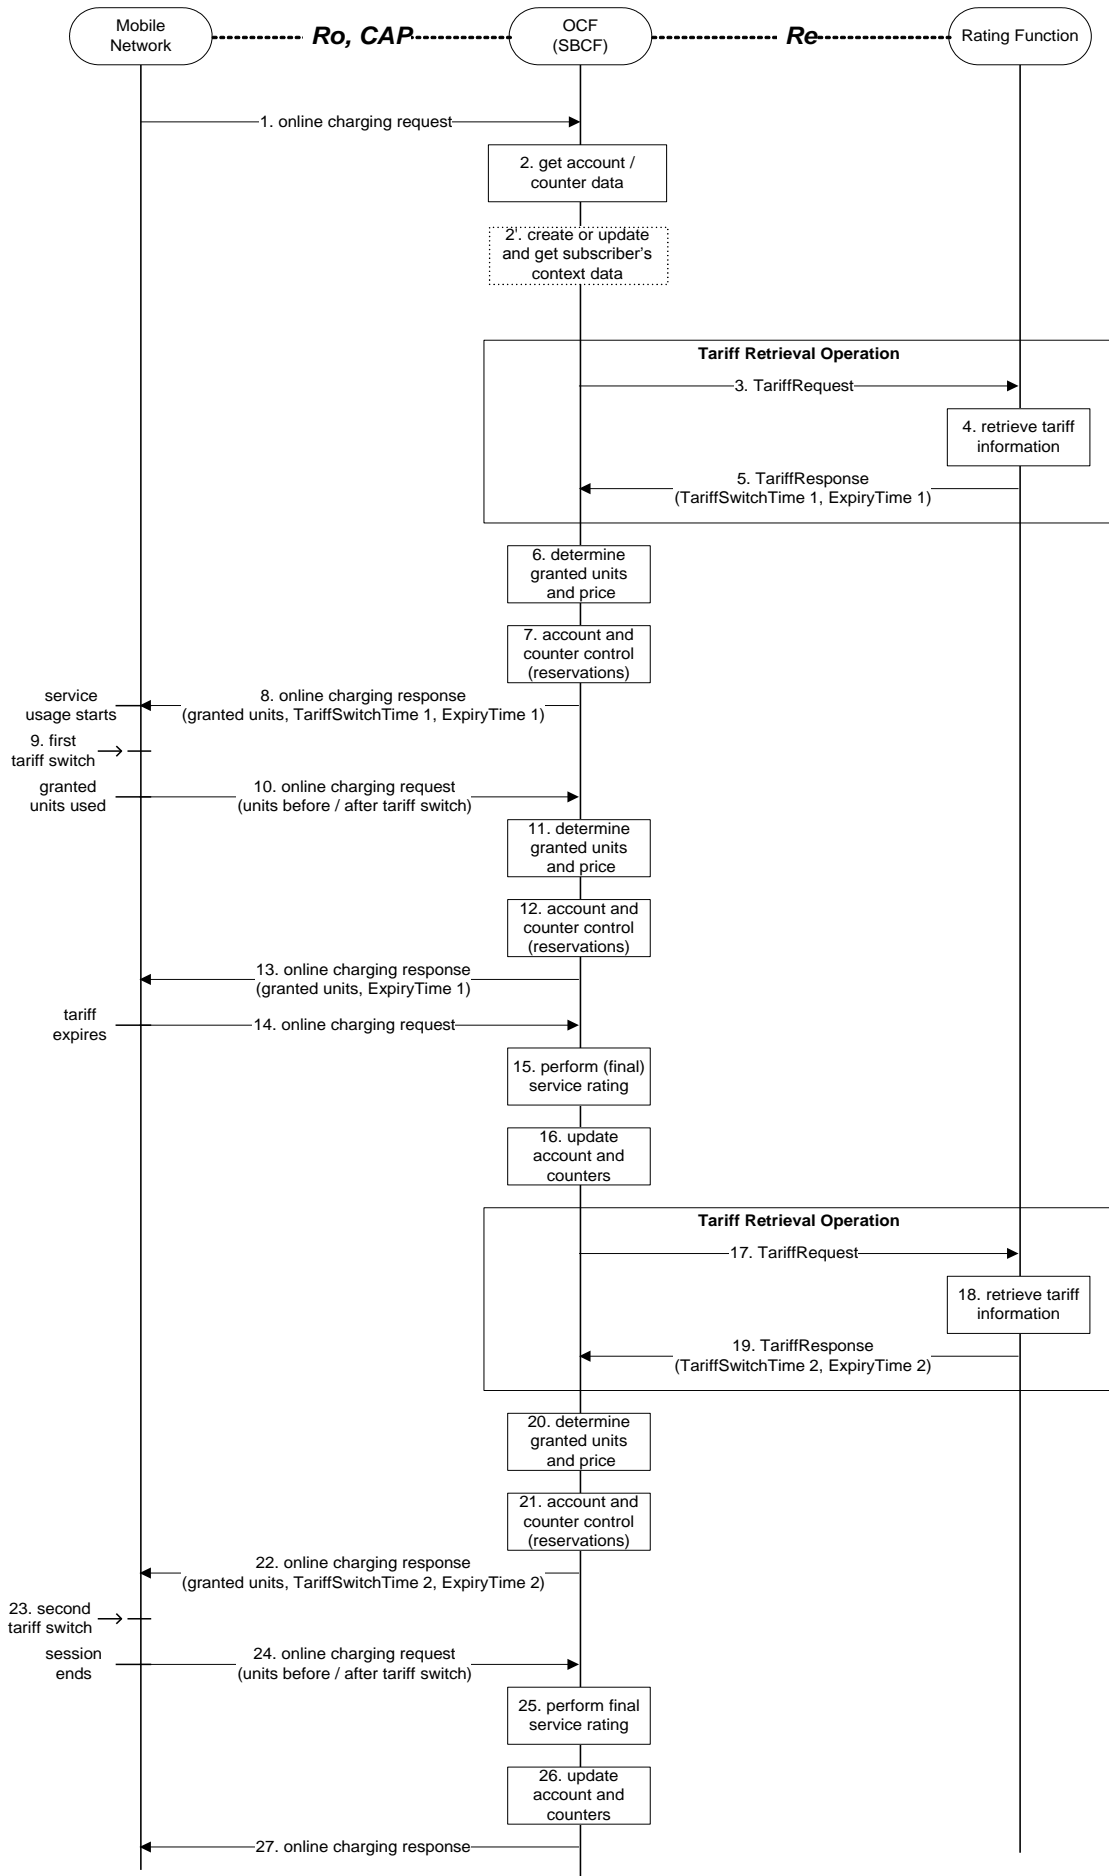 Mobile
Network
Ro, CAP
OCF
(SBCF)
Re
Rating Function
1. online charging request
2. get account /
counter data
2'. create or update
and get subscriber's
context data
Tariff Retrieval Operation
3. TariffRequest
4. retrieve tariff
information
5. TariffResponse
(TariffSwitchTime 1, ExpiryTime 1)
6. determine
granted units
and price
7. account and
counter control
(reservations)
service
usage starts
8. online charging response
(granted units, TariffSwitchTime 1, ExpiryTime 1)
9. first
tariff switch
granted
units used
10. online charging request
(units before / after tariff switch)
11. determine
granted units
and price
12. account and
counter control
(reservations)
13. online charging response
(granted units, ExpiryTime 1)
tariff
expires
14. online charging request
15. perform (final)
service rating
16. update
account and
counters
Tariff Retrieval Operation
17. TariffRequest
18. retrieve tariff
information
19. TariffResponse
(TariffSwitchTime 2, ExpiryTime 2)
20. determine
granted units
and price
21. account and
counter control
(reservations)
22. online charging response
(granted units, TariffSwitchTime 2, ExpiryTime 2)
23. second
tariff switch
session
ends
24. online charging request
(units before / after tariff switch)
25. perform final
service rating
26. update
account and
counters
27. online charging response